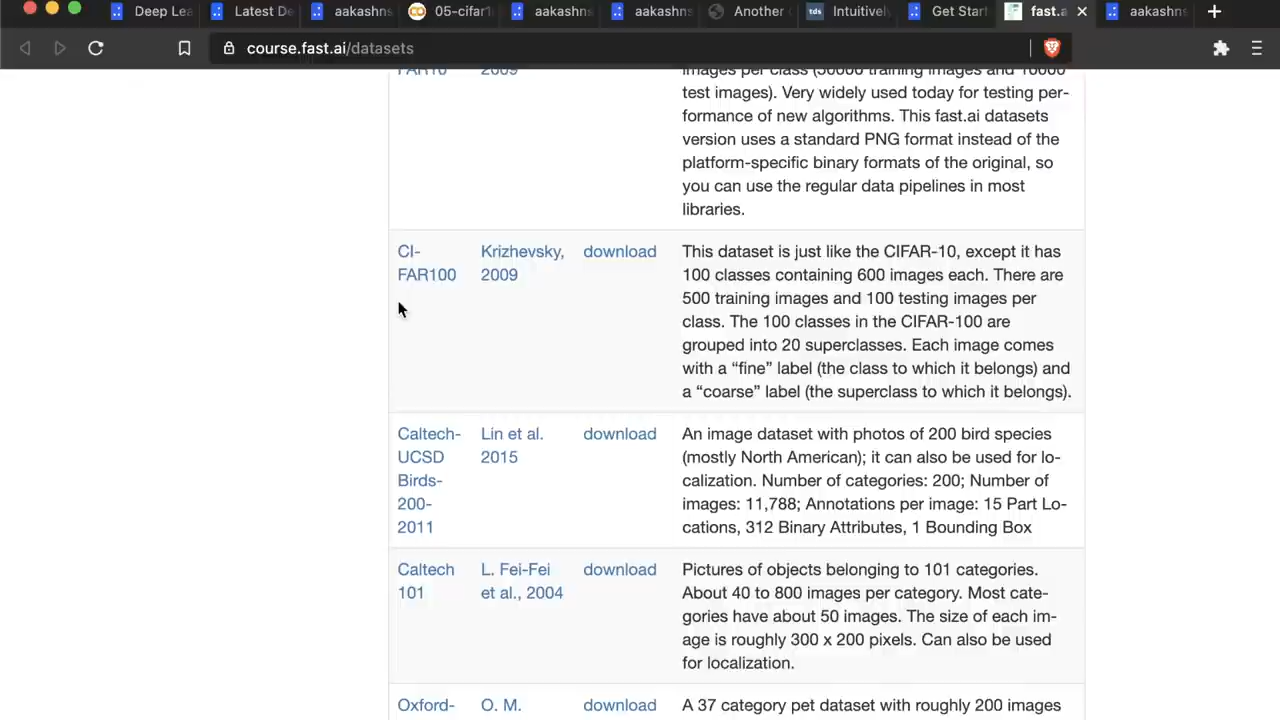 Deep Lea
Latest De
aakashns
05-cifar1
aakashns
aakashns
Another
tds
Intuitively
Get Start
fast.a
aakashns
course.fast.ai/datasets
FAR10
2009
images per class (50000 training images and 10000
test images). Very widely used today for testing per-
formance of new algorithms. This fast.ai datasets
version uses a standard PNG format instead of the
platform-specific binary formats of the original, so
you can use the regular data pipelines in most
libraries.
CI-
FAR100
Krizhevsky,
2009
download
This dataset is just like the CIFAR-10, except it has
100 classes containing 600 images each. There are
500 training images and 100 testing images per
class. The 100 classes in the CIFAR-100 are
grouped into 20 superclasses. Each image comes
with a “fine” label (the class to which it belongs) and
a “coarse” label (the superclass to which it belongs).
Caltech-
UCSD
Birds-
200-
2011
Lin et al.
2015
download
An image dataset with photos of 200 bird species
(mostly North American); it can also be used for lo-
calization. Number of categories: 200; Number of
images: 11,788; Annotations per image: 15 Part Lo-
cations, 312 Binary Attributes, 1 Bounding Box
Caltech
101
L. Fei-Fei
et al., 2004
download
Pictures of objects belonging to 101 categories.
About 40 to 800 images per category. Most cate-
gories have about 50 images. The size of each im-
age is roughly 300 x 200 pixels. Can also be used
for localization.
Oxford-
O. M.
download
A 37 category pet dataset with roughly 200 images